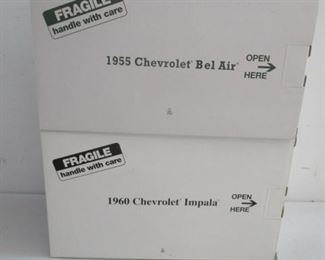 FRAGILE
handle with care
1955 Chevrolet® Bel Air®
OPEN
HERE
FRAGILE
handle with care
1960 Chevrolet® Impala®
OPEN
HERE